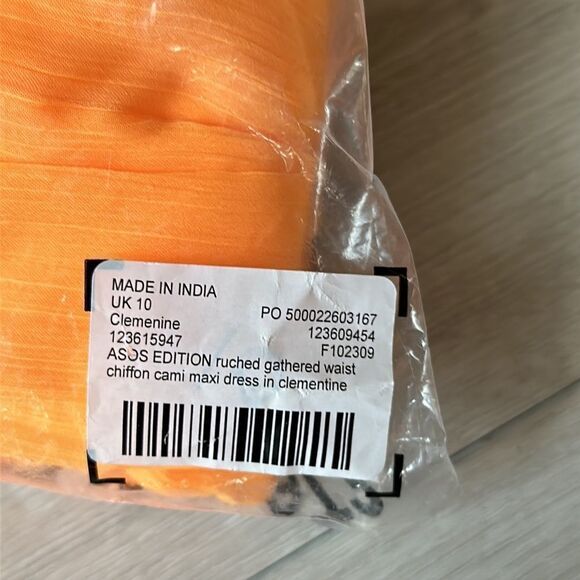 MADE IN INDIA
UK 10
PO 500022603167
Clemenine
123609454
123615947
F102309
ASOS EDITION ruched gathered waist
chiffon cami maxi dress in clementine